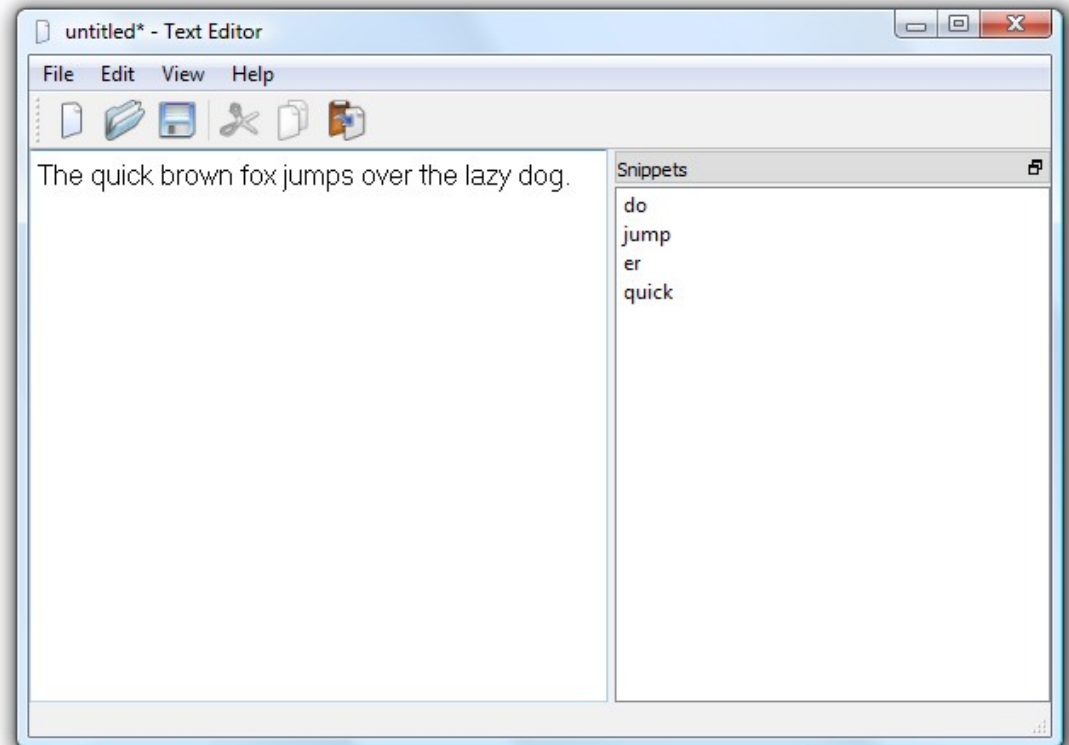 untitled* - Text Editor
File Edit View Help
The quick brown fox jumps over the lazy dog.
Snippets
do
jump
er
quick